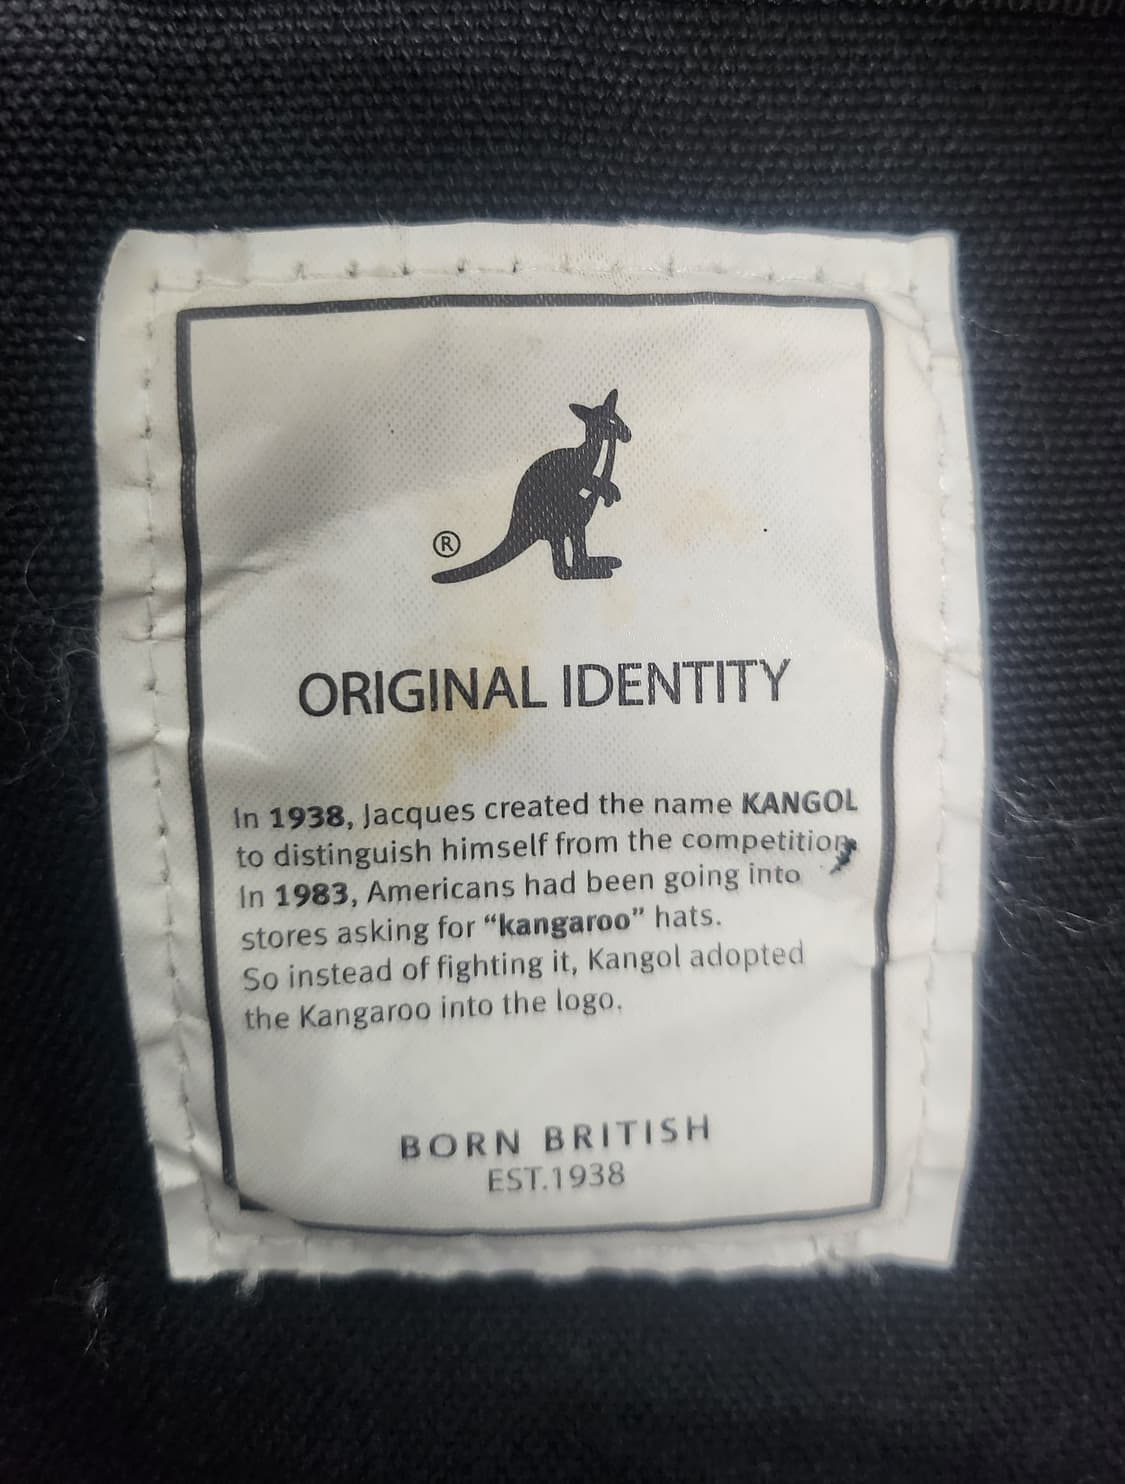 ®
ORIGINAL IDENTITY
In 1938, Jacques created the name KANGOL
to distinguish himself from the competition
In 1983, Americans had been going into
stores asking for “kangaroo” hats.
So instead of fighting it, Kangol adopted
the Kangaroo into the logo.
BORN BRITISH
EST.1938